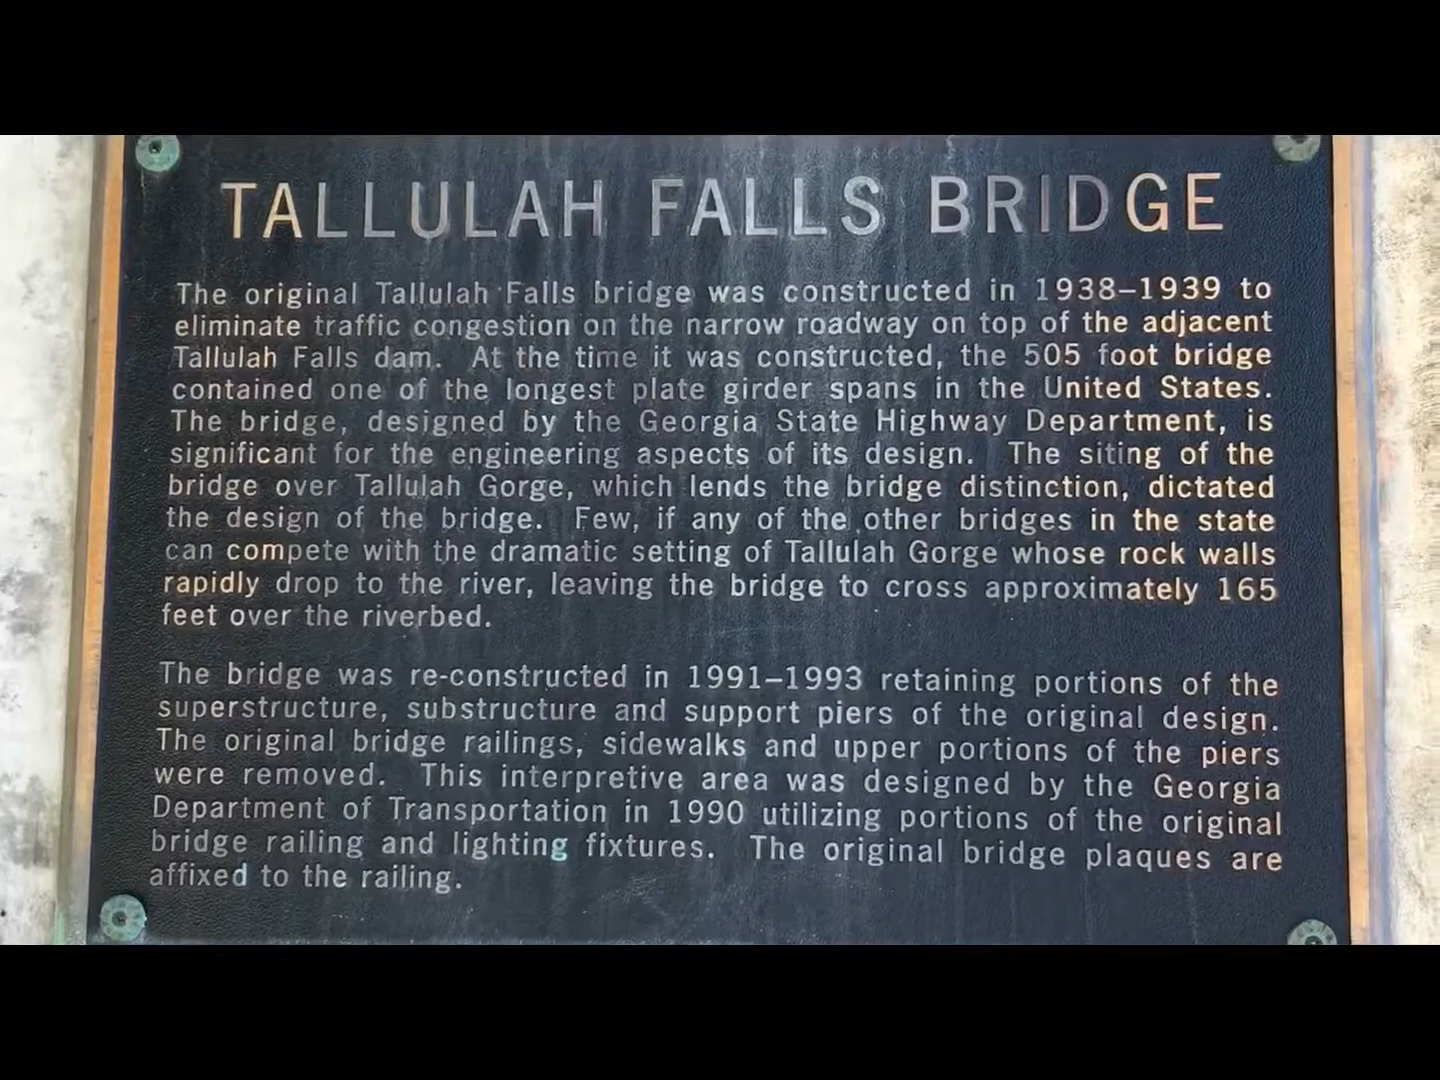 TALLULAH FALLS BRIDGE
The original Tallulah Falls bridge was constructed in 1938–1939 to
eliminate traffic congestion on the narrow roadway on top of the adjacent
Tallulah Falls dam. At the time it was constructed, the 505 foot bridge
contained one of the longest plate girder spans in the United States.
The bridge, designed by the Georgia State Highway Department, is
significant for the engineering aspects of its design. The siting of the
bridge over Tallulah Gorge, which lends the bridge distinction, dictated
the design of the bridge. Few, if any of the other bridges in the state
can compete with the dramatic setting of Tallulah Gorge whose rock walls
rapidly drop to the river, leaving the bridge to cross approximately 165
feet over the riverbed.
The bridge was re-constructed in 1991–1993 retaining portions of the
superstructure, substructure and support piers of the original design.
The original bridge railings, sidewalks and upper portions of the piers
were removed. This interpretive area was designed by the Georgia
Department of Transportation in 1990 utilizing portions of the original
bridge railing and lighting fixtures. The original bridge plaques are
affixed to the railing.